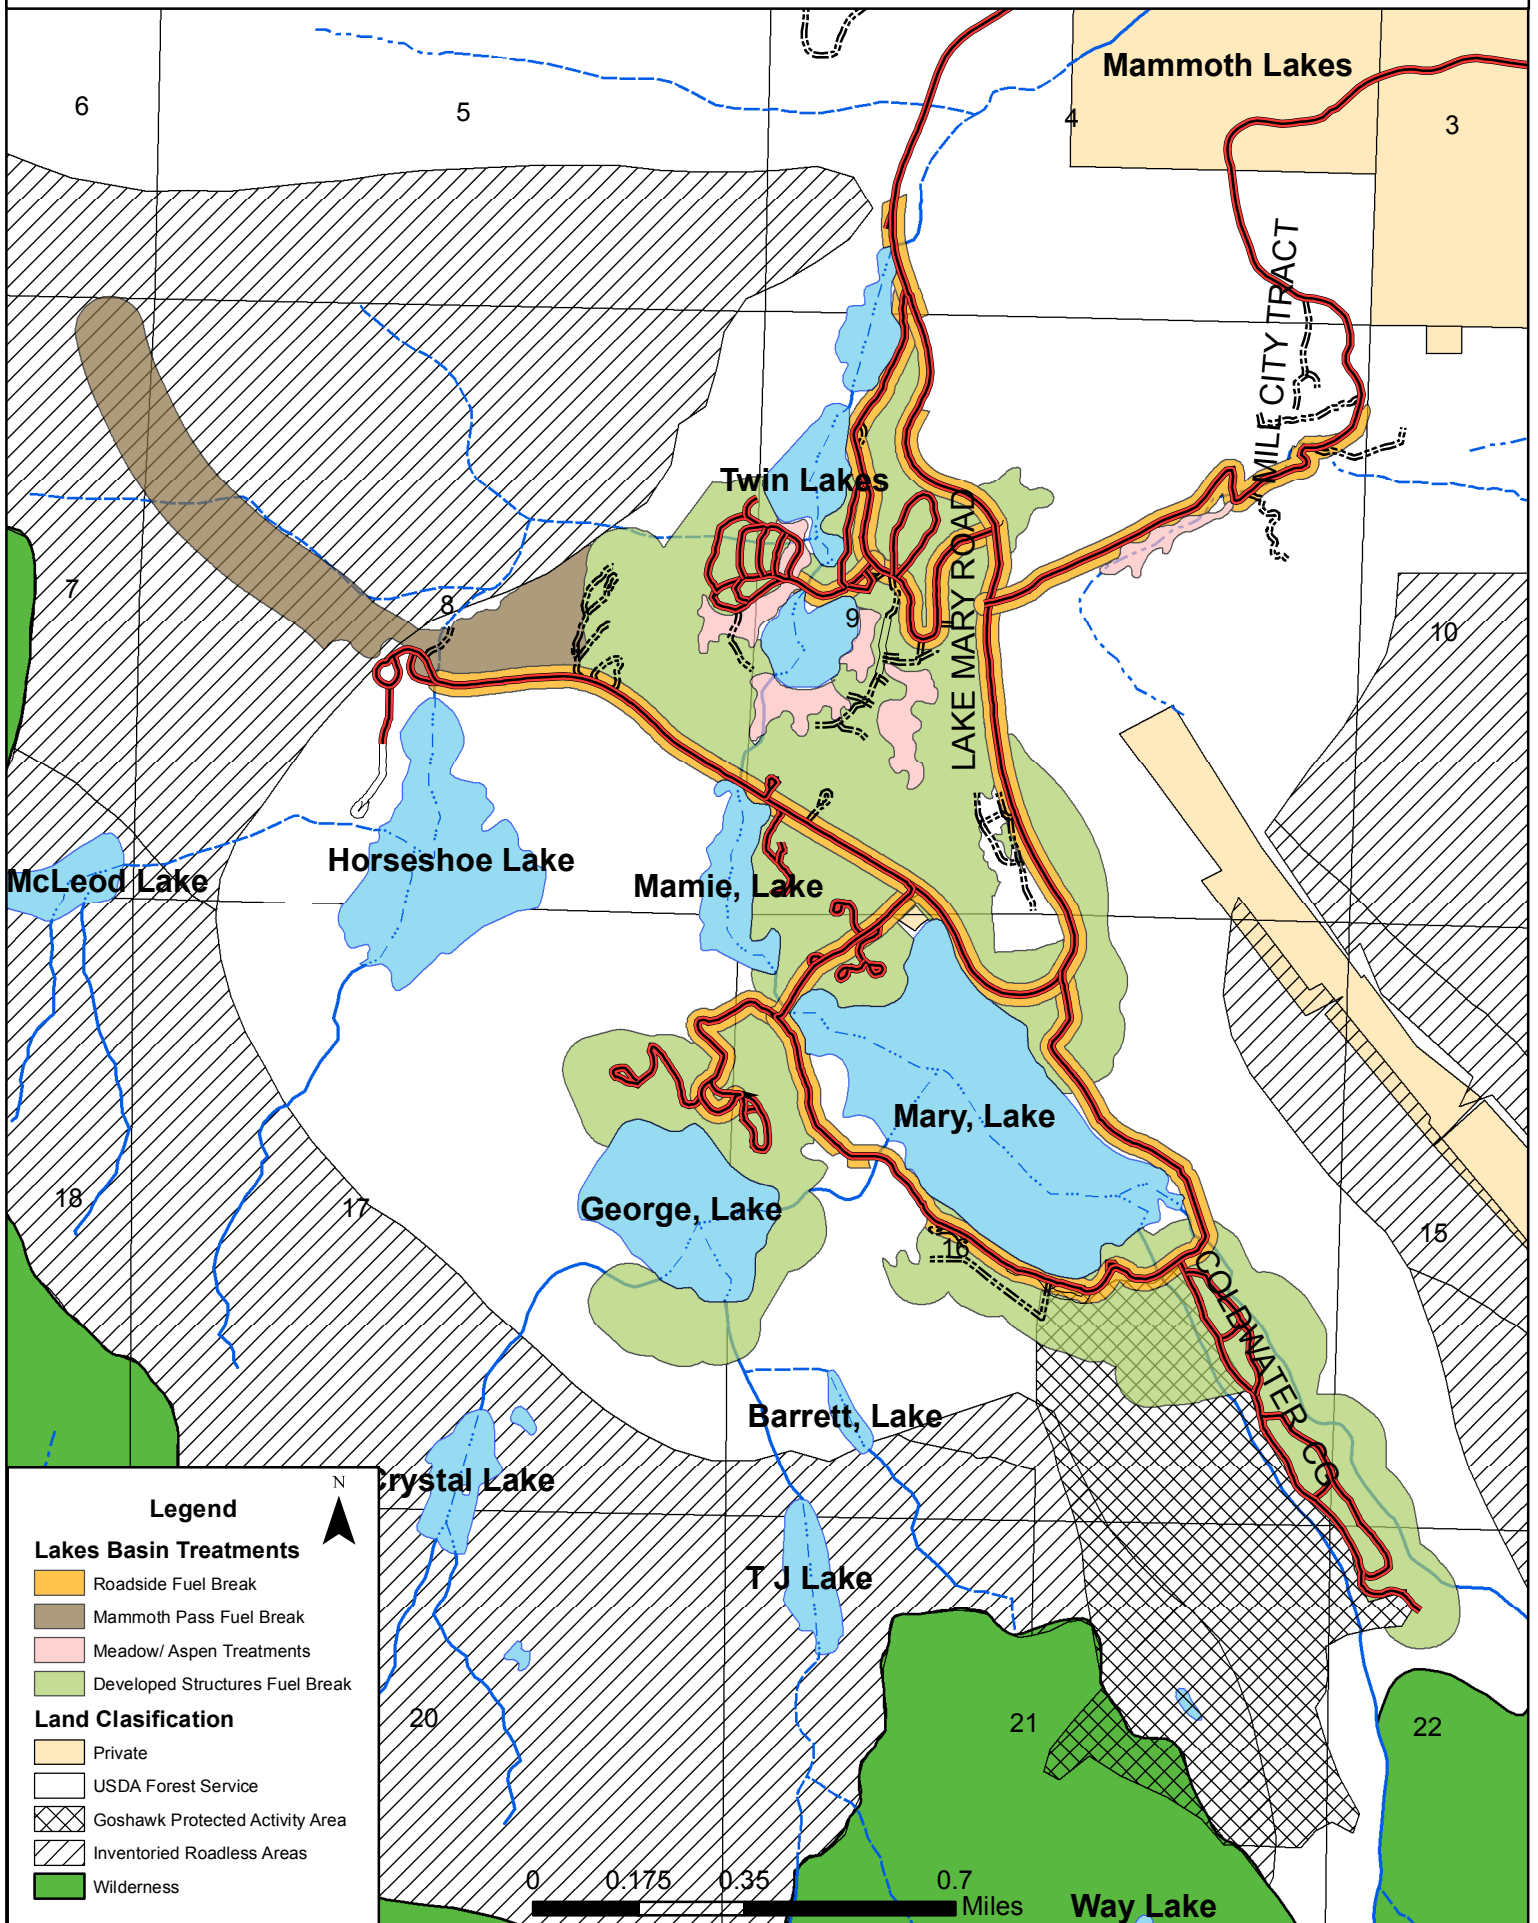 Mammoth Lakes
6
5
4
3
MILL CITY TRACT
Twin Lakes
LAKE MARY ROAD
7
8
9
10
Horseshoe Lake
McLeod Lake
Mamie, Lake
Mary, Lake
18
17
George, Lake
16
15
COLDWATER CG
Barrett, Lake
Crystal Lake
T J Lake
20
21
22
Way Lake
N
Legend
Lakes Basin Treatments
Roadside Fuel Break
Mammoth Pass Fuel Break
Meadow/ Aspen Treatments
Developed Structures Fuel Break
Land Clasification
Private
USDA Forest Service
Goshawk Protected Activity Area
Inventoried Roadless Areas
Wilderness
0 0.175 0.35 0.7
Miles